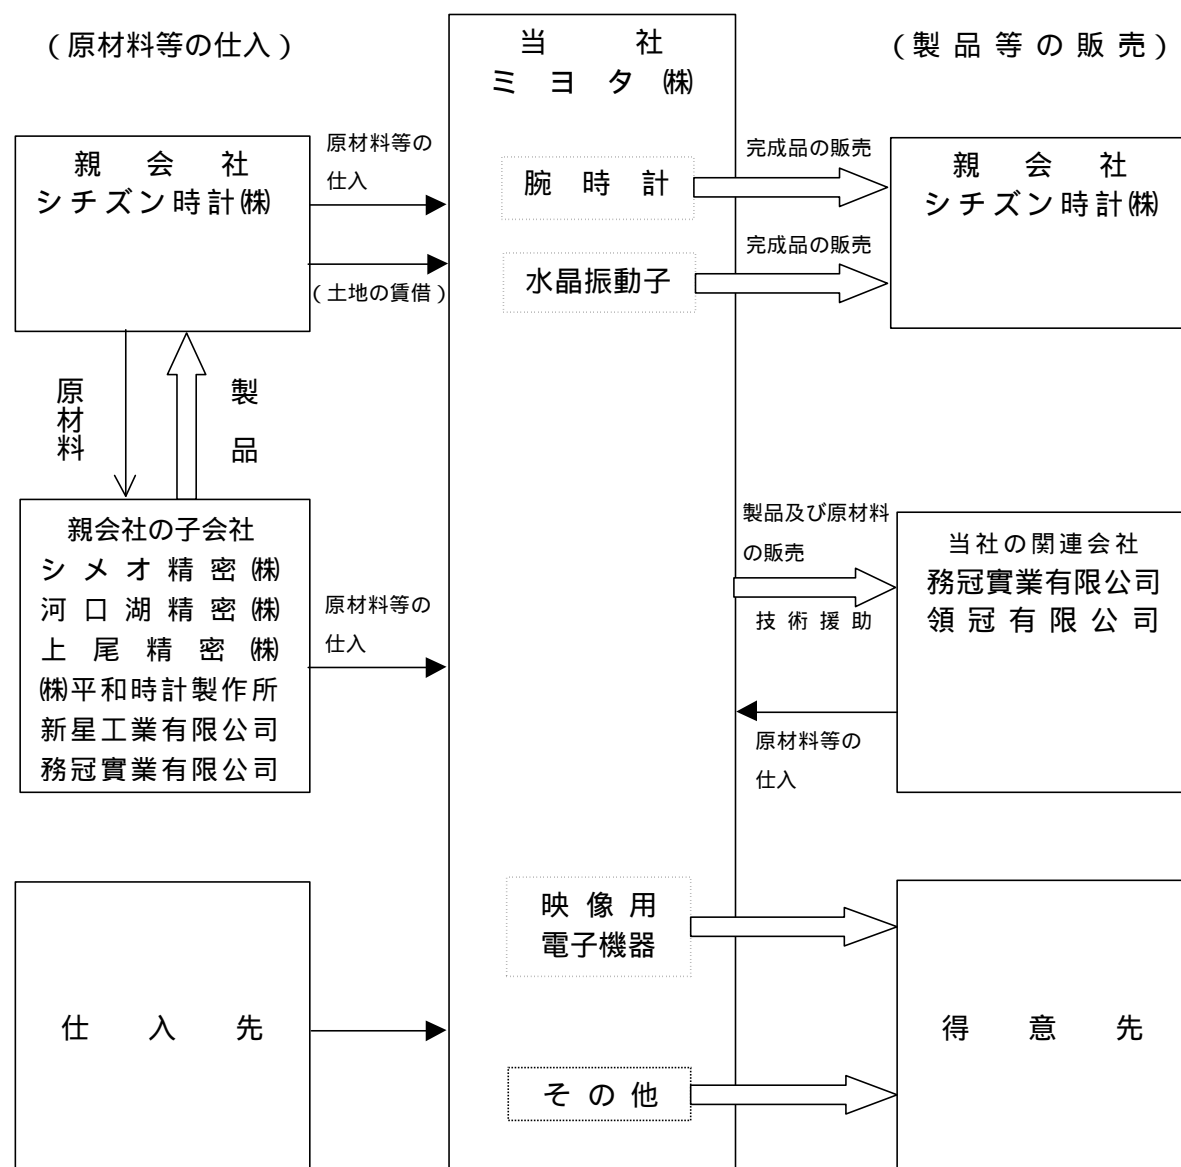 (原材料等の仕入)
当社
ミヨタ㈱
(製品等の販売)
親会社
シチズン時計㈱
原材料等の
仕入
(土地の賃借)
腕時計
水晶振動子
完成品の販売
完成品の販売
親会社
シチズン時計㈱
原材料
製品
親会社の子会社
シメオ精密㈱
河口湖精密㈱
上尾精密㈱
㈱平和時計製作所
新星工業有限公司
務冠實業有限公司
原材料等の
仕入
製品及び原材料
の販売
技術援助
当社の関連会社
務冠實業有限公司
領冠有限公司
原材料等の
仕入
仕入先
映像用
電子機器
その他
得意先